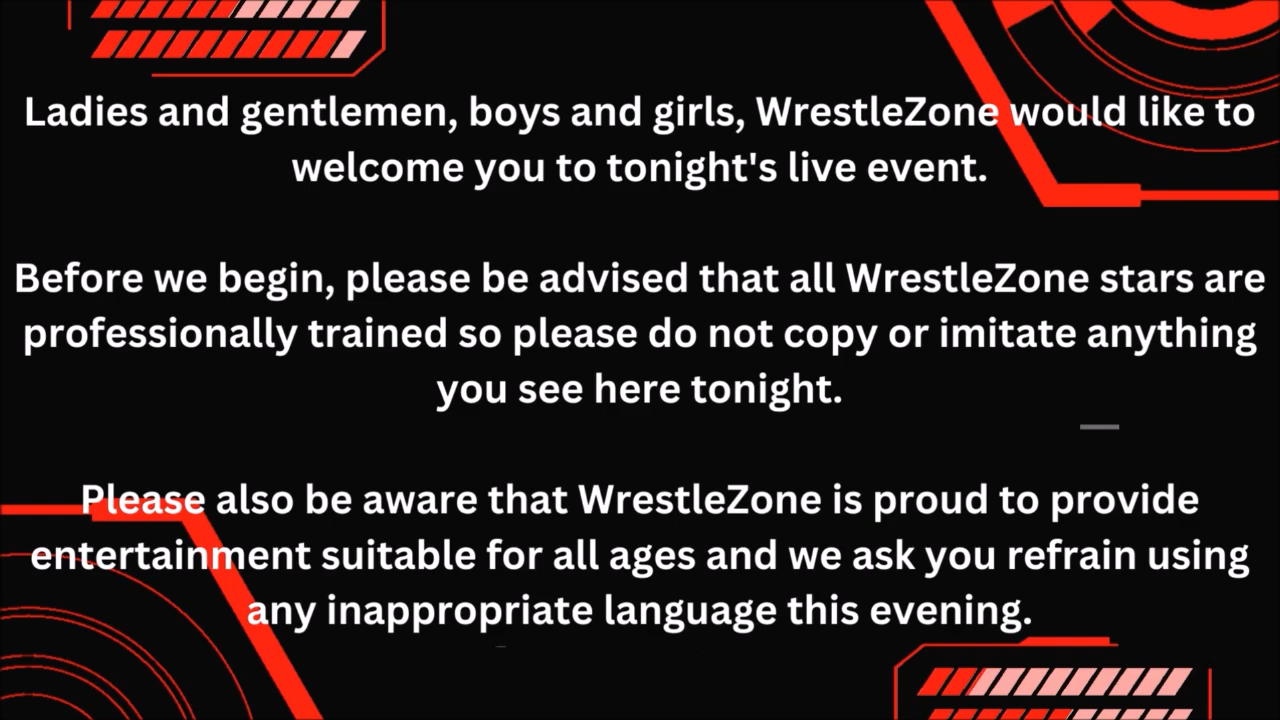 Ladies and gentlemen, boys and girls, WrestleZone would like to
welcome you to tonight's live event.
Before we begin, please be advised that all WrestleZone stars are
professionally trained so please do not copy or imitate anything
you see here tonight.
Please also be aware that WrestleZone is proud to provide
entertainment suitable for all ages and we ask you refrain using
any inappropriate language this evening.